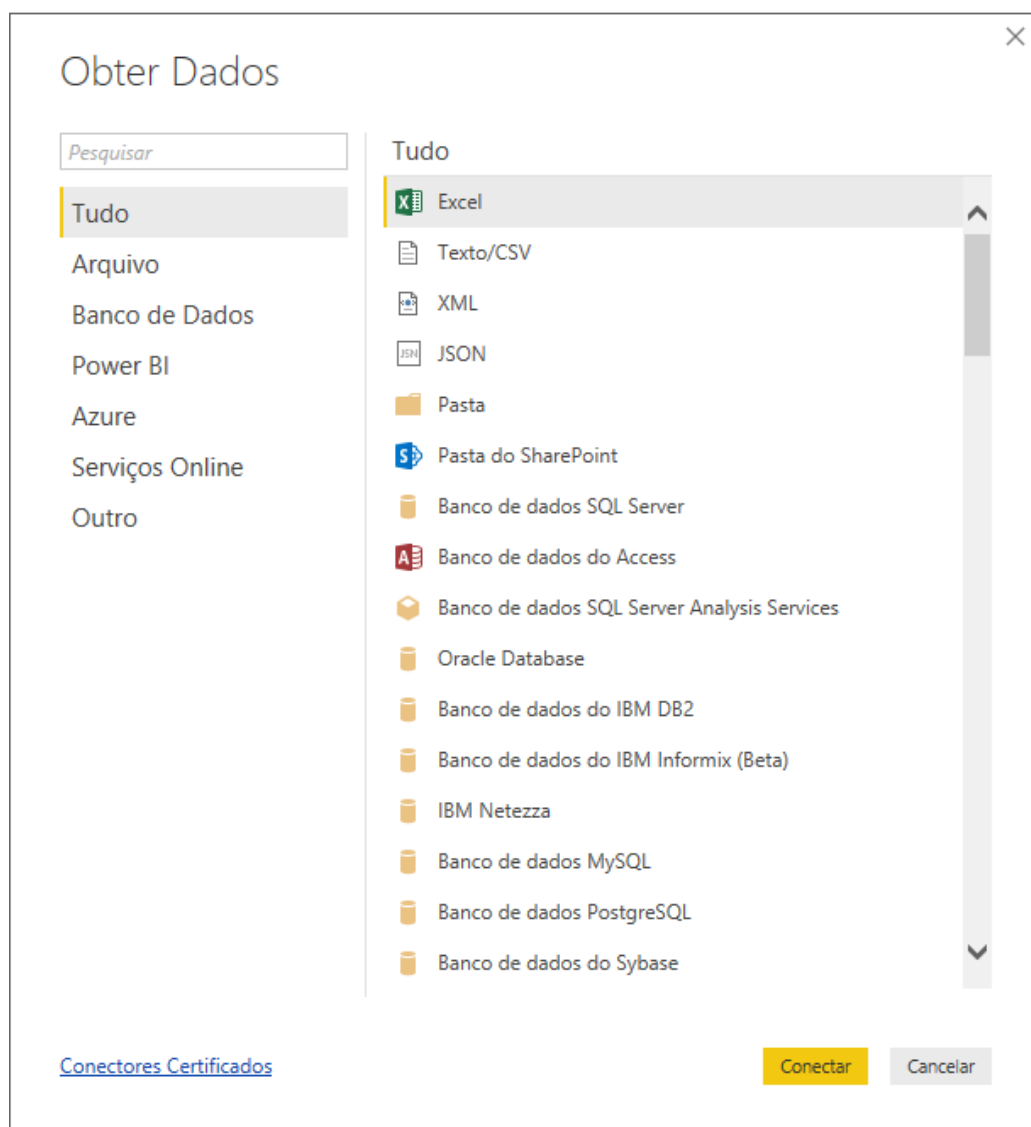 Obter Dados
Pesquisar
Tudo
Arquivo
Banco de Dados
Power BI
Azure
Serviços Online
Outro
Tudo
Excel
Texto/CSV
XML
JSN
JSON
Pasta
Pasta do SharePoint
Banco de dados SQL Server
Banco de dados do Access
Banco de dados SQL Server Analysis Services
Oracle Database
Banco de dados do IBM DB2
Banco de dados do IBM Informix (Beta)
IBM Netezza
Banco de dados MySQL
Banco de dados PostgreSQL
Banco de dados do Sybase
Conectores Certificados
Conectar
Cancelar